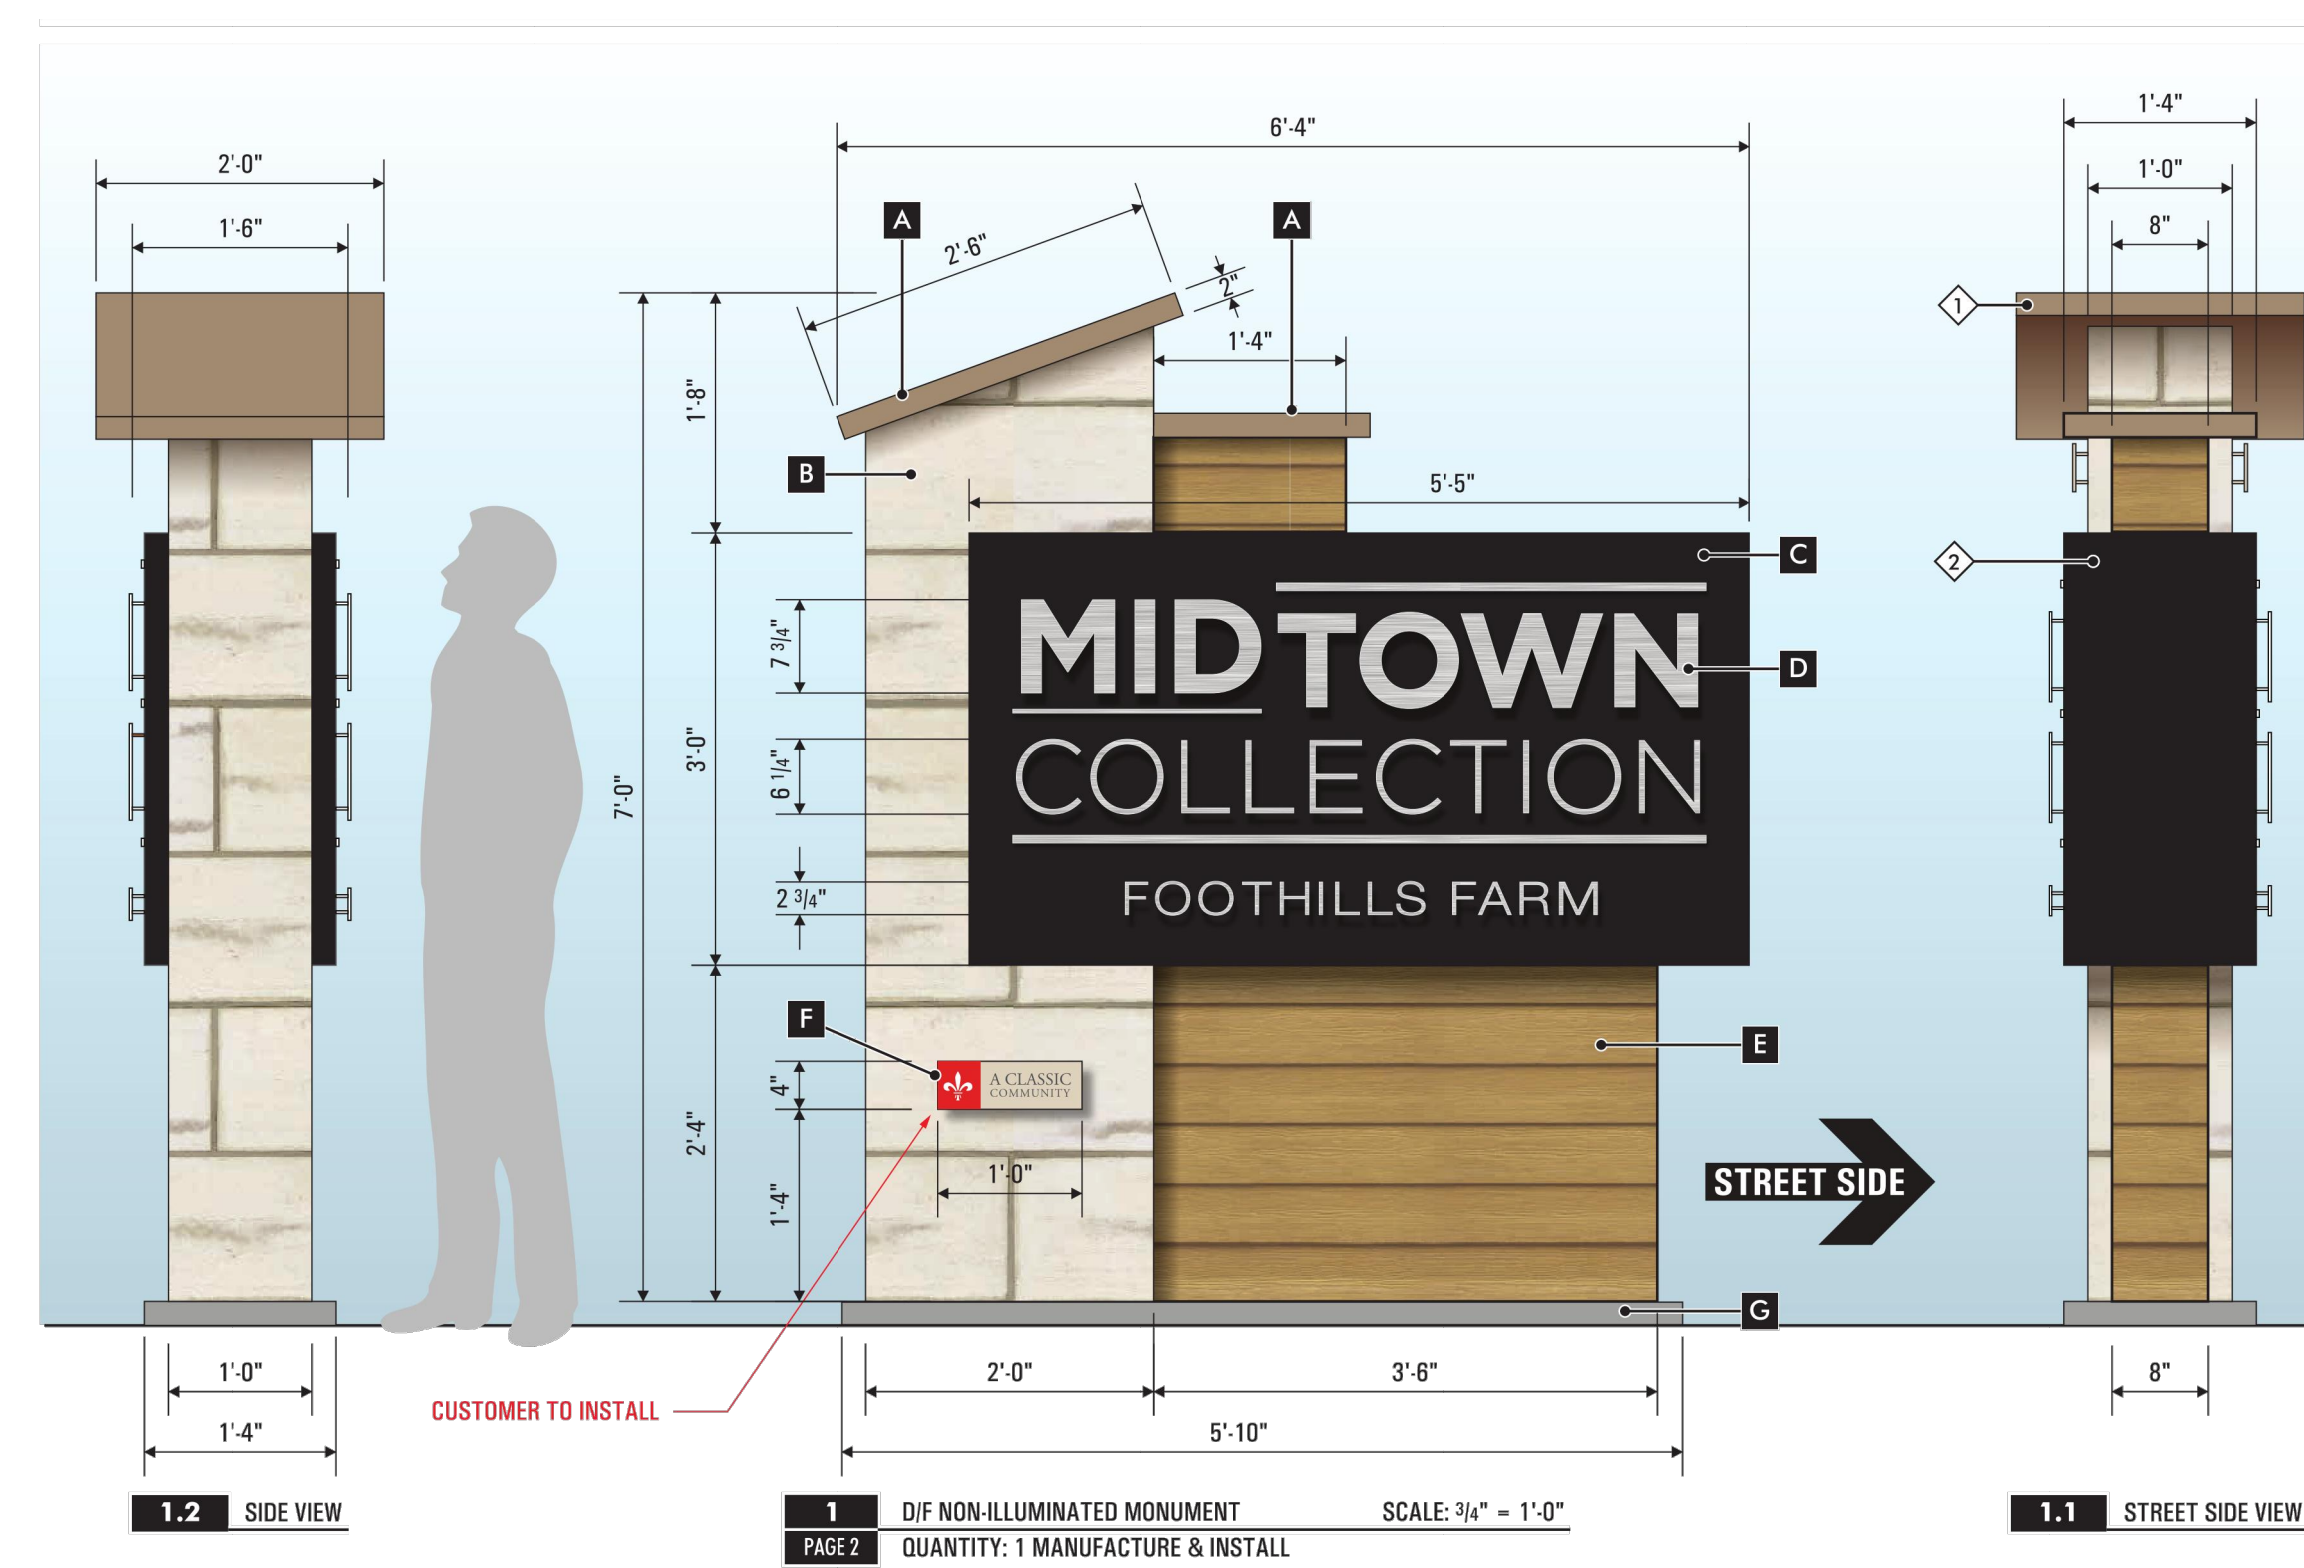 6'-4"
1'-4"
2'-0"
1'-0"
1'-6"
8"
A
A
2'-6"
2"
1'-4"
1
1'-8"
B
5'-5"
C
2
MIDTOWN
7 3/4"
D
3'-0"
COLLECTION
6 1/4"
7'-0"
2 3/4"
FOOTHILLS FARM
F
E
4"
A CLASSIC
COMMUNITY
2'-4"
1'-0"
1'-4"
STREET SIDE
G
1'-0"
2'-0"
3'-6"
8"
CUSTOMER TO INSTALL
1'-4"
5'-10"
1.2 SIDE VIEW
1 D/F NON-ILLUMINATED MONUMENT SCALE: 3/4" = 1'-0"
PAGE 2 QUANTITY: 1 MANUFACTURE & INSTALL
1.1 STREET SIDE VIEW